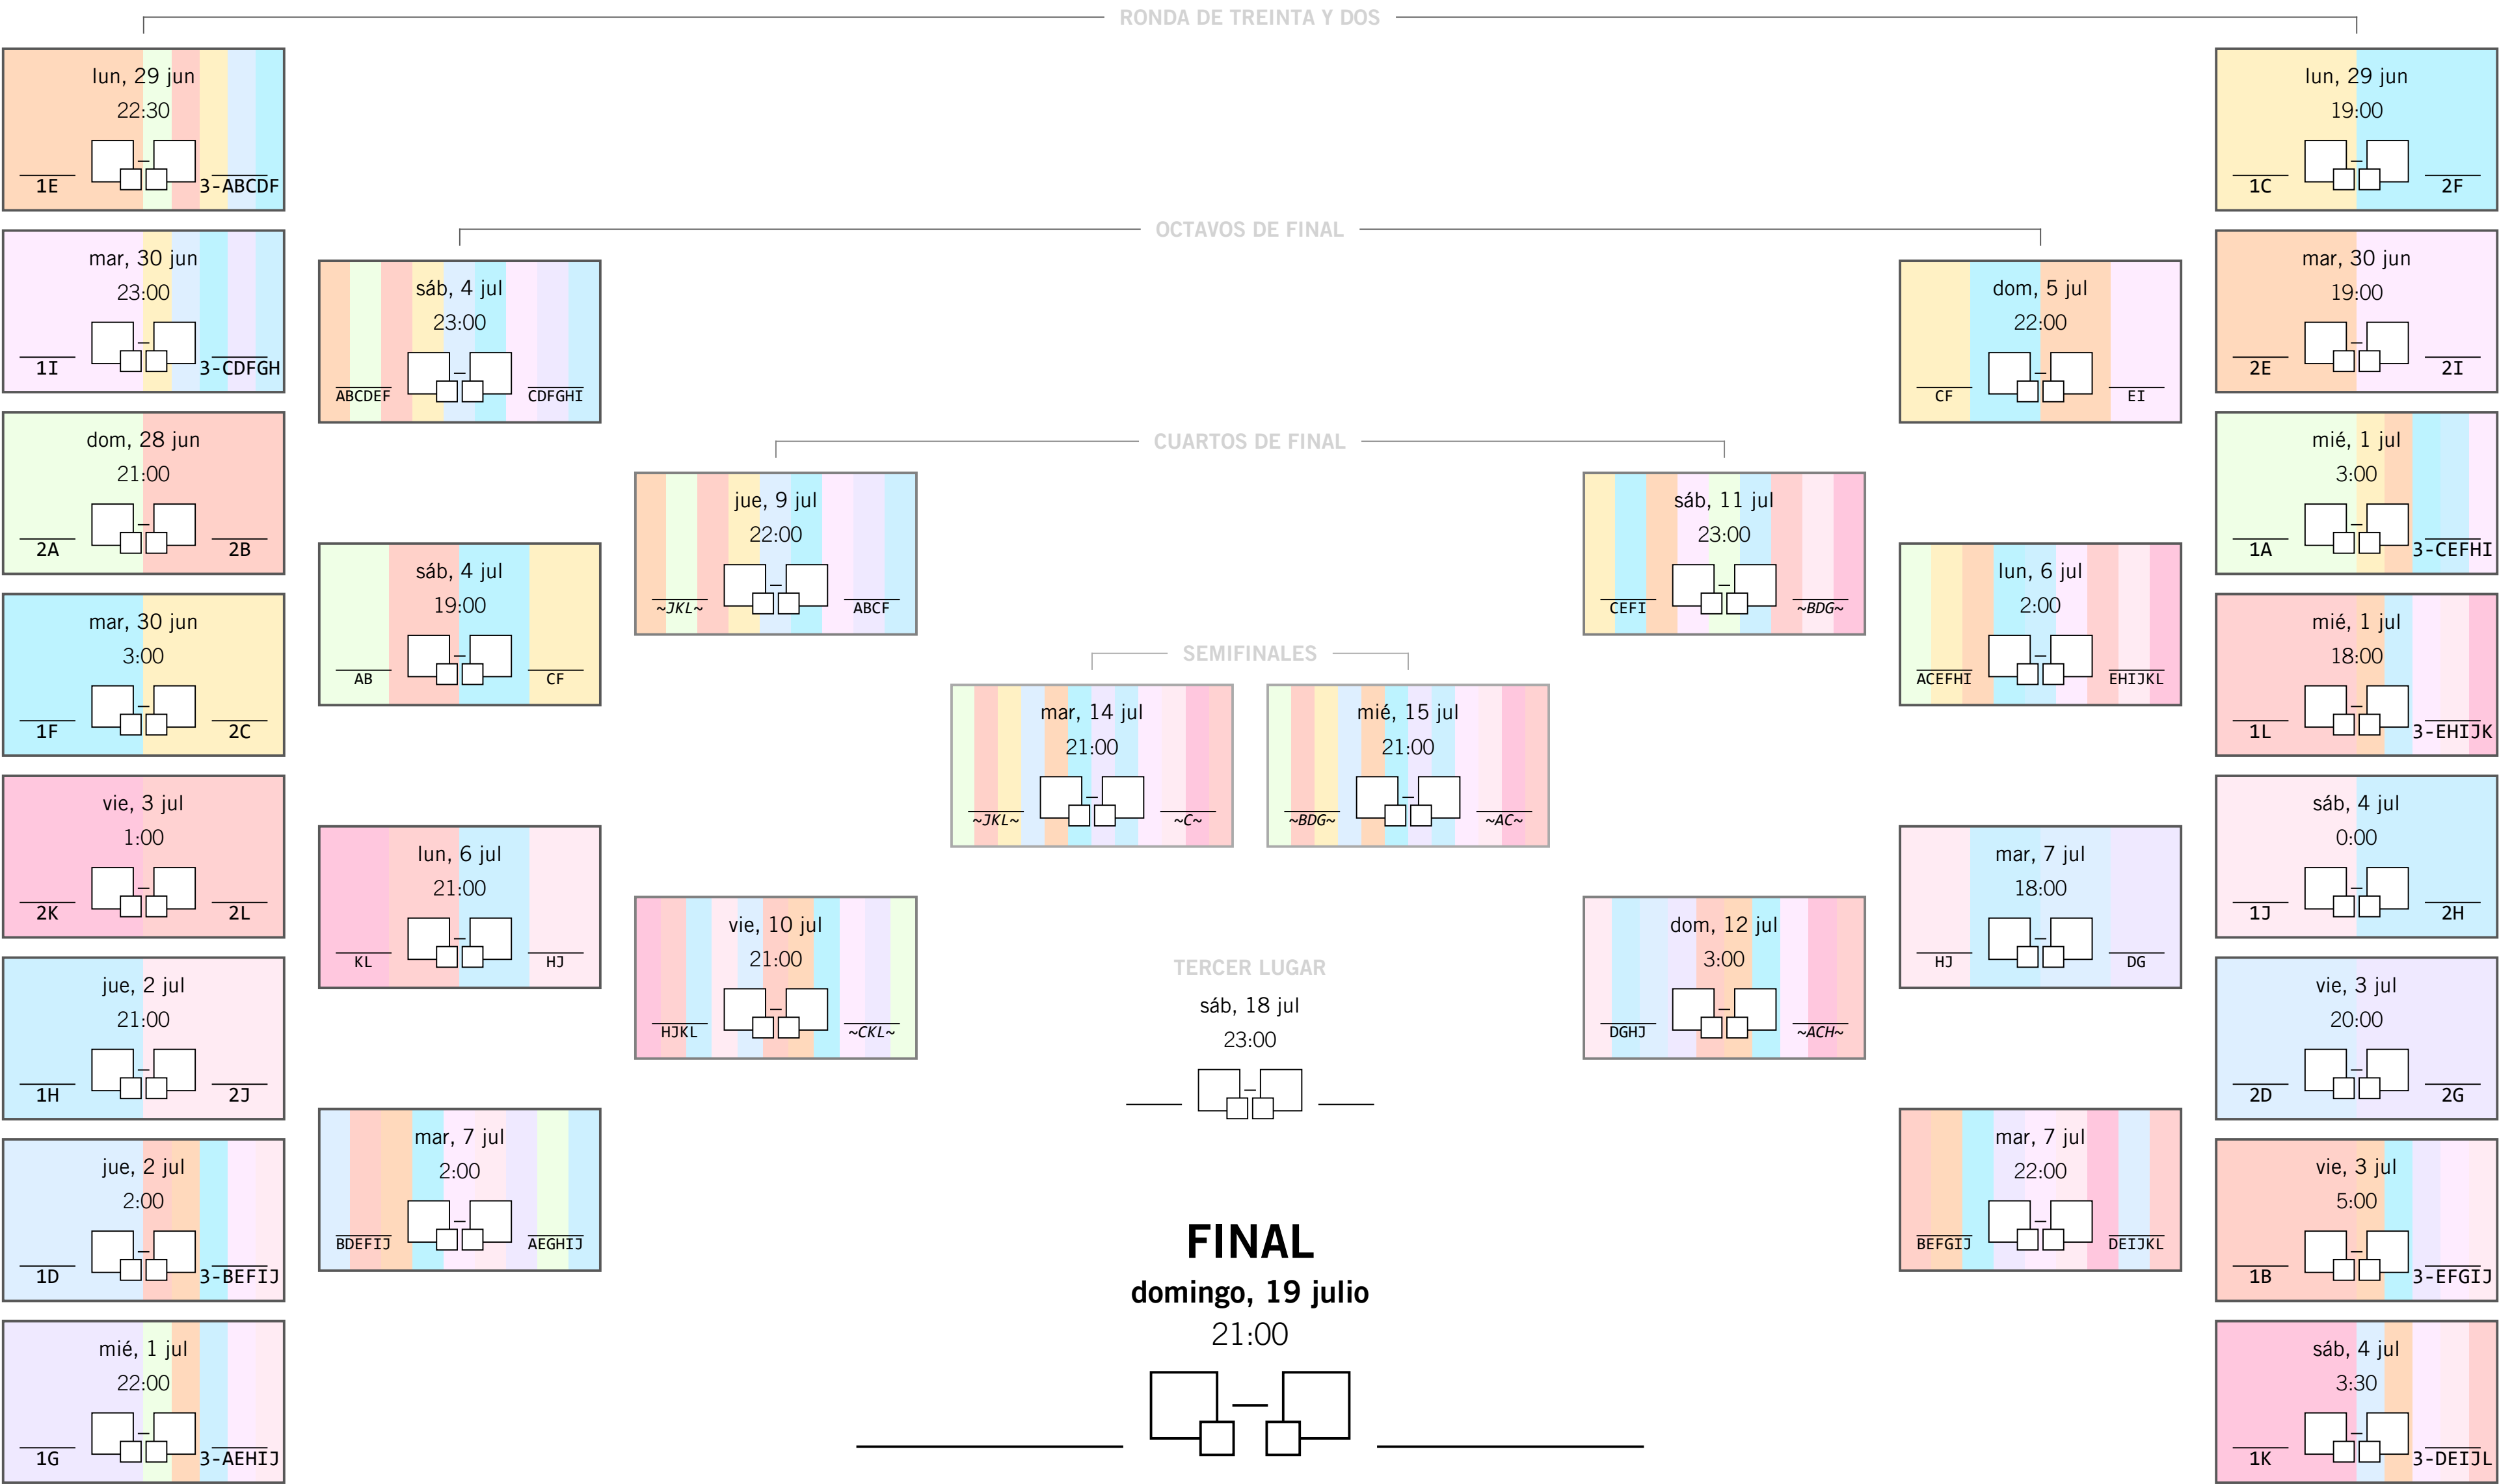 RONDA DE TREINTA Y DOS
lun, 29 jun
22:30
1E
3-ABCDF
mar, 30 jun
23:00
1I
3-CDFGH
dom, 28 jun
21:00
2A
2B
mar, 30 jun
3:00
1F
2C
vie, 3 jul
1:00
2K
2L
jue, 2 jul
21:00
1H
2J
jue, 2 jul
2:00
1D
3-BEFIJ
mié, 1 jul
22:00
1G
3-AEHIJ
OCTAVOS DE FINAL
sáb, 4 jul
23:00
ABCDEF
CDFGHI
sáb, 4 jul
19:00
AB
CF
lun, 6 jul
21:00
KL
HJ
mar, 7 jul
2:00
BDEFIJ
AEGHIJ
CUARTOS DE FINAL
jue, 9 jul
22:00
~JKL~
ABCF
vie, 10 jul
21:00
HJKL
~CKL~
SEMIFINALES
mar, 14 jul
21:00
~JKL~
~C~
mié, 15 jul
21:00
~BDG~
~AC~
TERCER LUGAR
sáb, 18 jul
23:00
FINAL
domingo, 19 julio
21:00
sáb, 11 jul
23:00
CEFI
~BDG~
dom, 12 jul
3:00
DGHJ
~ACH~
dom, 5 jul
22:00
CF
EI
lun, 6 jul
2:00
ACEFHI
EHIJKL
mar, 7 jul
18:00
HJ
DG
mar, 7 jul
22:00
BEFGIJ
DEIJKL
lun, 29 jun
19:00
1C
2F
mar, 30 jun
19:00
2E
2I
mié, 1 jul
3:00
1A
3-CEFHI
mié, 1 jul
18:00
1L
3-EHIJK
sáb, 4 jul
0:00
1J
2H
vie, 3 jul
20:00
2D
2G
vie, 3 jul
5:00
1B
3-EFGIJ
sáb, 4 jul
3:30
1K
3-DEIJL